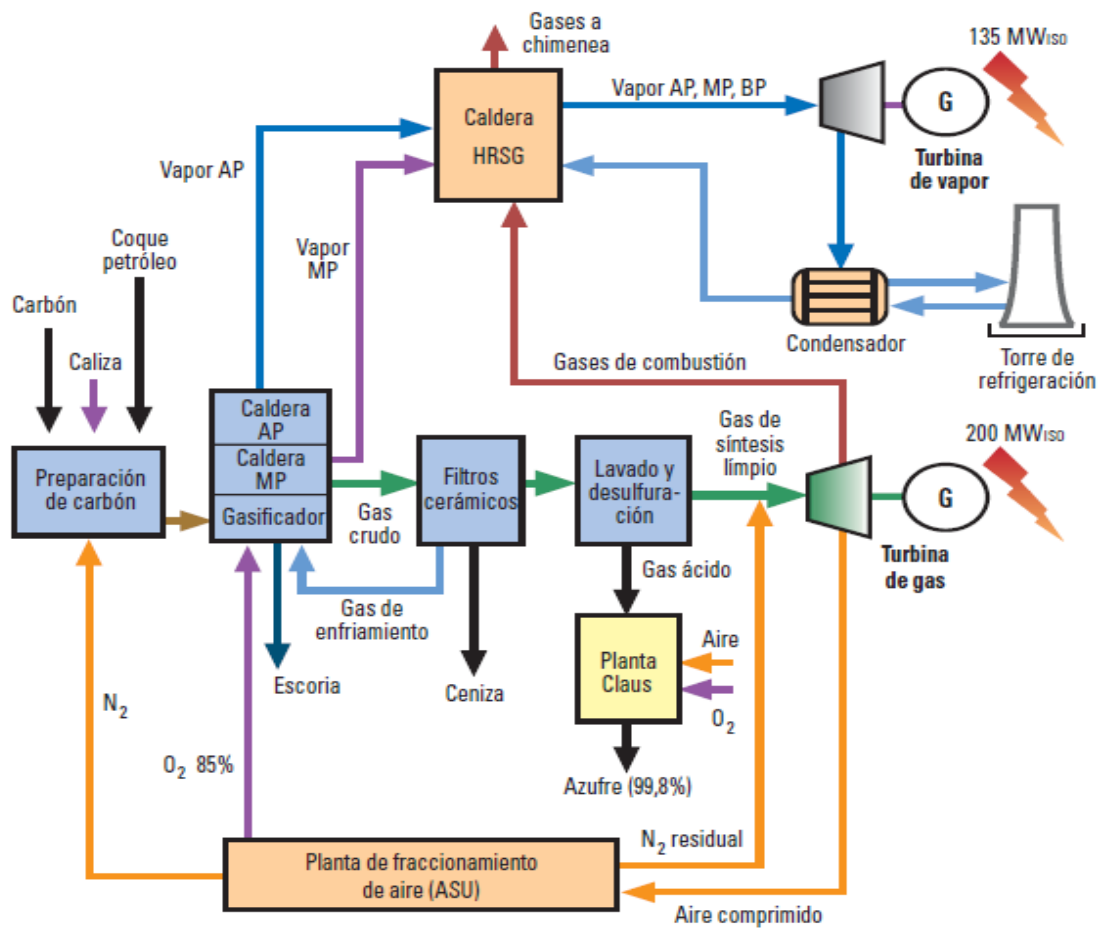 Gases a
chimenea
135 MWISO
Caldera
HRSG
Vapor AP, MP, BP
G
Turbina
de vapor
Vapor AP
Vapor
MP
Coque
petróleo
Carbón
Caliza
Condensador
Torre de
refrigeración
Gases de combustión
Preparación
de carbón
Caldera
AP
Caldera
MP
Gasificador
Gas
crudo
Filtros
cerámicos
Lavado y
desulfura-
ción
Gas de
síntesis
límpio
200 MWISO
G
Turbina
de gas
Gas de
enfriamiento
Gas ácido
Escoria
Ceniza
Planta
Claus
Aire
O2
N2
O2 85%
Azufre (99,8%)
N2 residual
Planta de fraccionamiento
de aire (ASU)
Aire comprimido